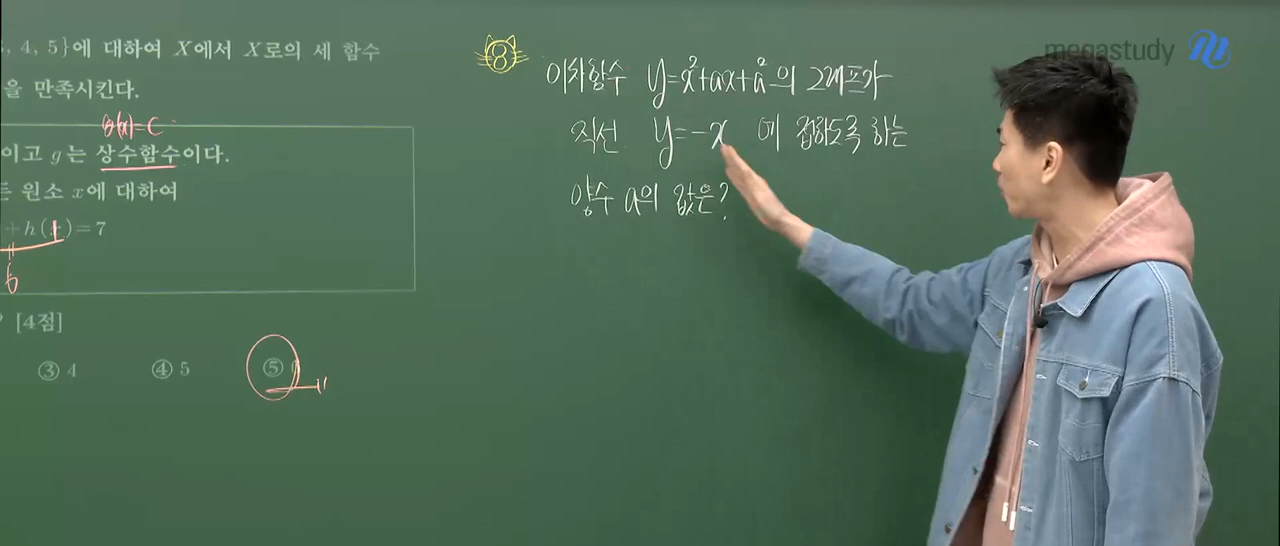 , 4, 5}에 대하여 X에서 X로의 세 함수
을 만족시킨다.
g(x)=C
이고 g는 상수함수이다.
든 원소 x에 대하여
+h( )=7
6
? [4점]
③ 4
④ 5
⑤
⑧
이차함수 y=x²+ax+a²의 그래프가
직선 y=-x 에 접하도록 하는
양수 a의 값은?
megastudy